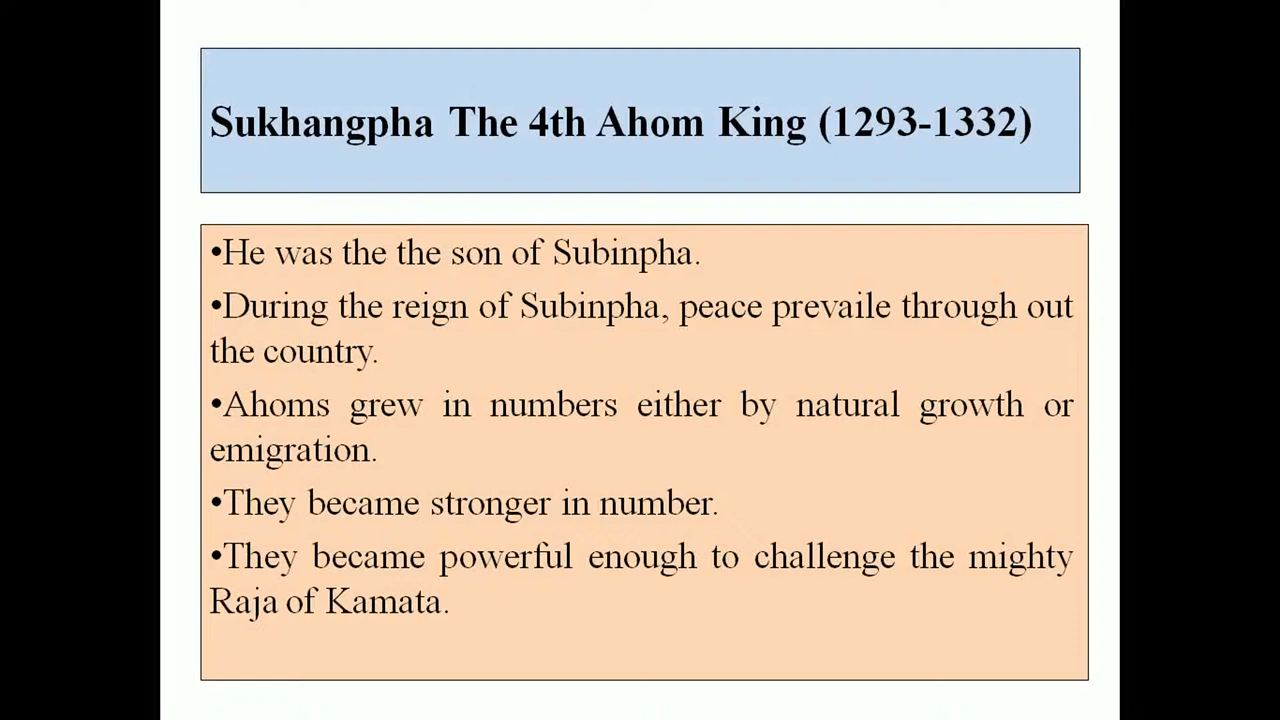 Sukhangpha The 4th Ahom King (1293-1332)
•He was the the son of Subinpha.
•During the reign of Subinpha, peace prevaile through out
the country.
•Ahoms grew in numbers either by natural growth or
emigration.
•They became stronger in number.
•They became powerful enough to challenge the mighty
Raja of Kamata.